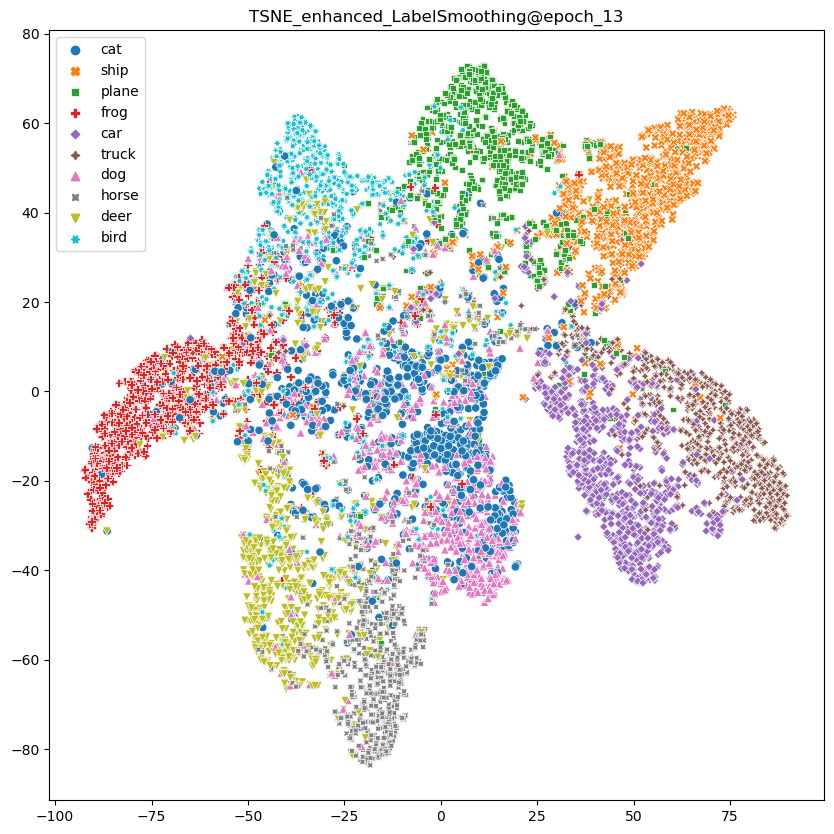 TSNE_enhanced_LabelSmoothing@epoch_13
80
60
40
20
0
−20
−40
−60
−80
cat
ship
plane
frog
car
truck
dog
horse
deer
bird
−100 −75 −50 −25 0 25 50 75